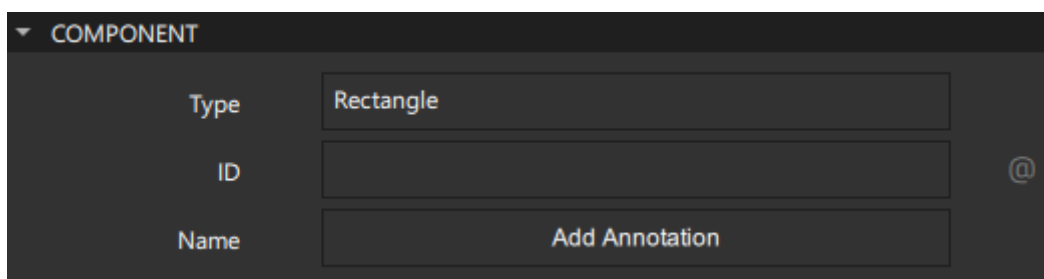 COMPONENT
Type Rectangle
ID @
Name Add Annotation